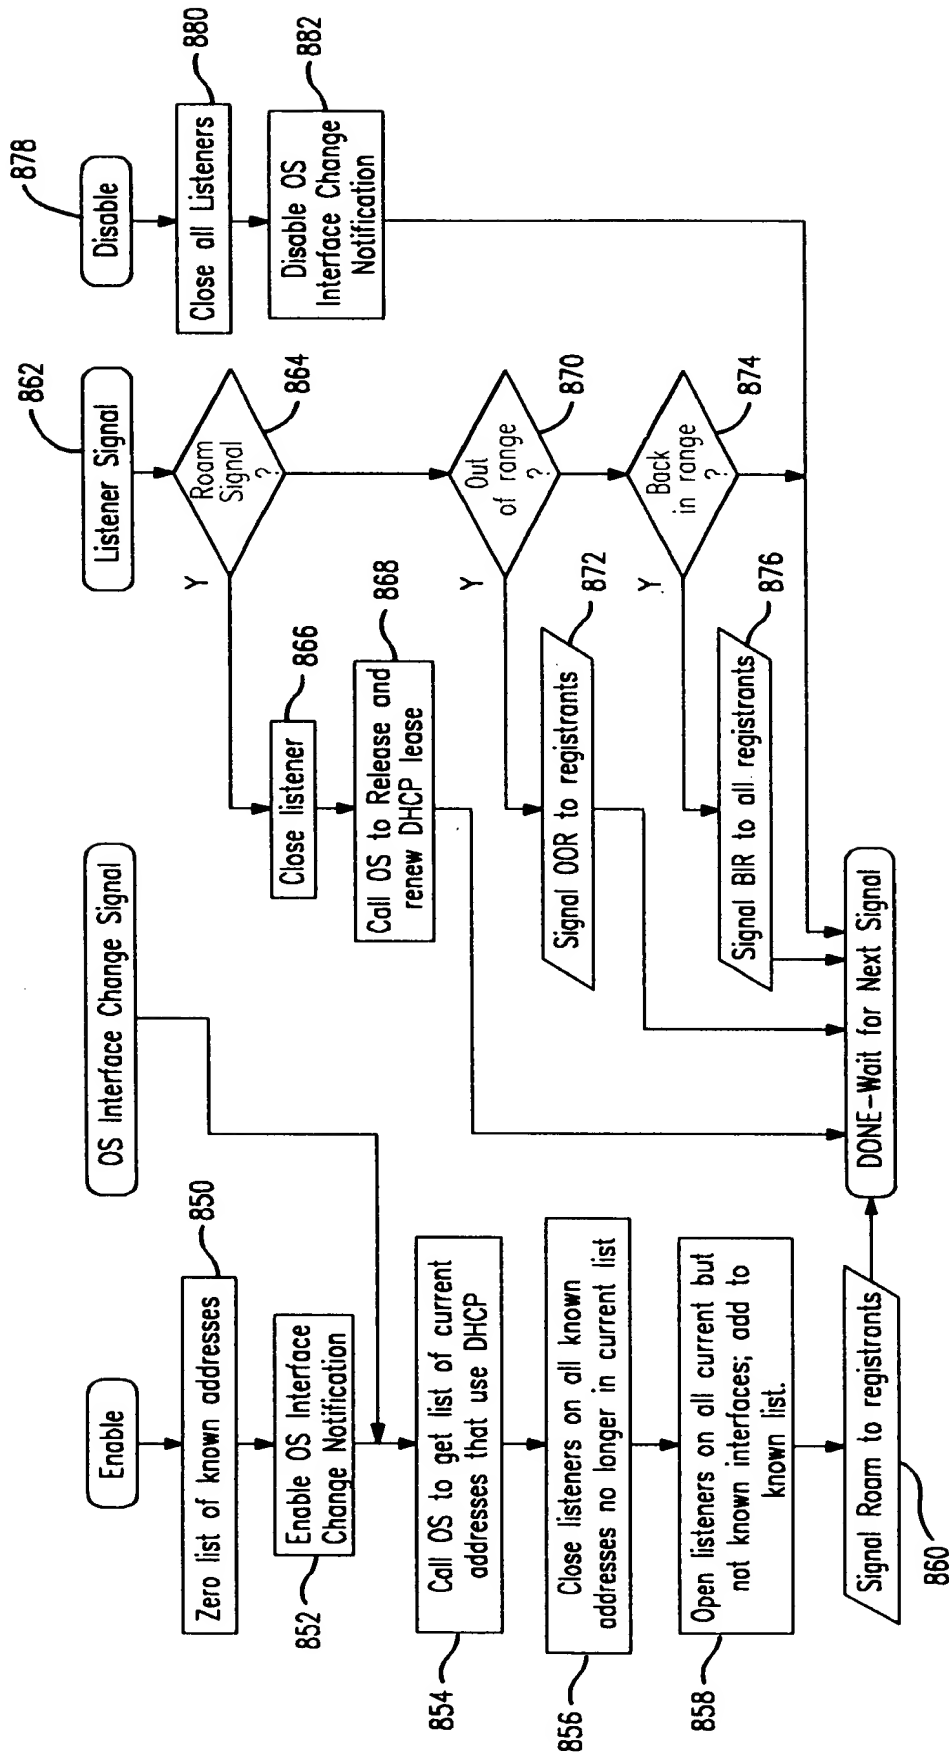 Enable
Zero list of known addresses
850
Enable OS Interface
Change Notification
852
Call OS to get list of current
addresses that use DHCP
854
Close listeners on all known
addresses no longer in current list
856
Open listeners on all current but
not known interfaces; add to
known list.
858
Signal Roam to registrants
860
OS Interface Change Signal
Listener Signal
862
Roam
Signal
?
864
Y
Close listener
866
Call OS to Release and
renew DHCP lease
868
Out
of range
?
870
Y
Signal OOR to registrants
872
Back
in range
?
874
Y
Signal BIR to all registrants
876
Disable
878
Close all Listeners
880
Disable OS
Interface Change
Notification
882
DONE-Wait for Next Signal